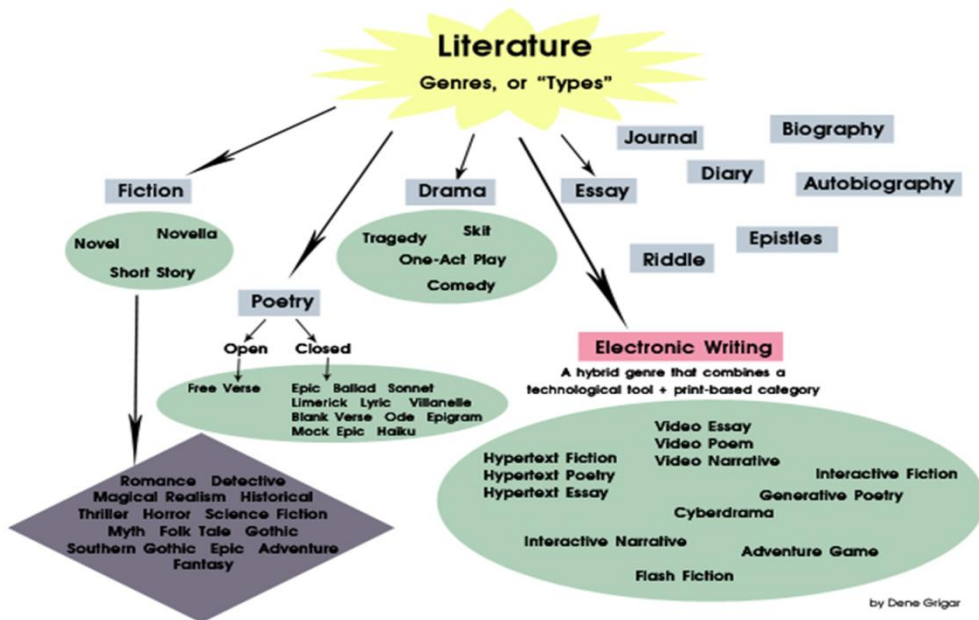 Literature
Genres, or “Types”
Journal
Biography
Diary
Autobiography
Fiction
Drama
Essay
Epistles
Riddle
Novel
Novella
Short Story
Tragedy
Skit
One-Act Play
Comedy
Poetry
Open
Closed
Free Verse
Epic Ballad Sonnet
Limerick Lyric Villanelle
Blank Verse Ode Epigram
Mock Epic Haiku
Electronic Writing
A hybrid genre that combines a
technological tool + print-based category
Video Essay
Video Poem
Video Narrative
Hypertext Fiction
Hypertext Poetry
Hypertext Essay
Interactive Fiction
Generative Poetry
Cyberdrama
Interactive Narrative
Adventure Game
Flash Fiction
Romance Detective
Magical Realism Historical
Thriller Horror Science Fiction
Myth Folk Tale Gothic
Southern Gothic Epic Adventure
Fantasy
by Dene Grigar